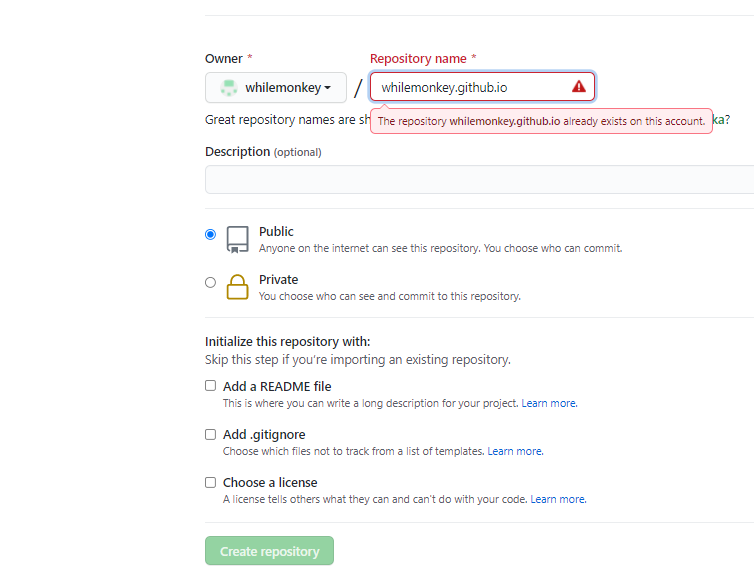 Owner * Repository name *
whilemonkey / whilemonkey.github.io
Great repository names are sh ka?
The repository whilemonkey.github.io already exists on this account.
Description (optional)
Public
Anyone on the internet can see this repository. You choose who can commit.
Private
You choose who can see and commit to this repository.
Initialize this repository with:
Skip this step if you're importing an existing repository.
Add a README file
This is where you can write a long description for your project. Learn more.
Add .gitignore
Choose which files not to track from a list of templates. Learn more.
Choose a license
A license tells others what they can and can't do with your code. Learn more.
Create repository